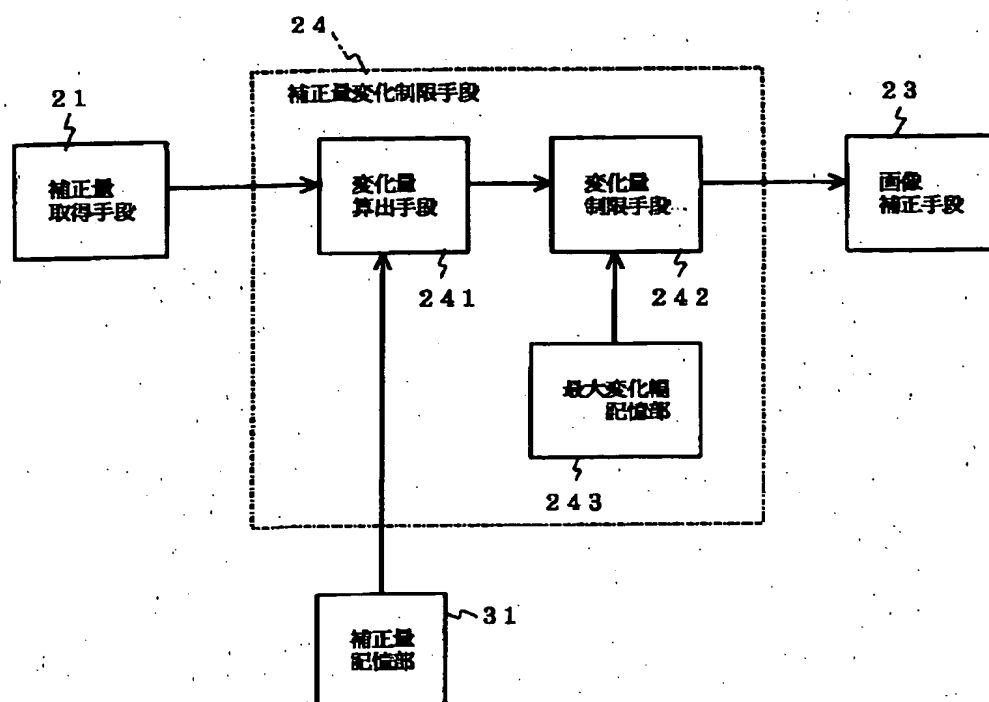 24
補正量変化制限手段
21
補正量
取得手段
変化量
算出手段
241
変化量
制限手段
242
23
画像
補正手段
最大変化幅
記憶部
243
31
補正量
記憶部